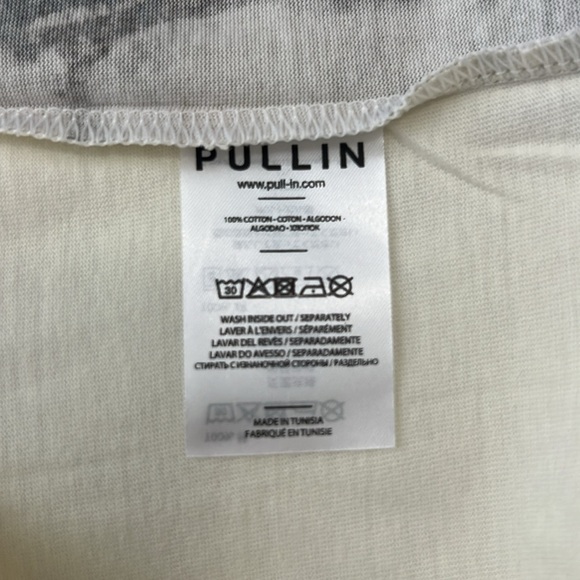 PULLIN
www.pull-in.com
100% COTTON - COTON - ALGODON -
ALGODAO - ХЛОПОК
30
WASH INSIDE OUT / SEPARATELY
LAVER À L'ENVERS / SÉPARÉMENT
LAVAR DEL REVÉS / SEPARADAMENTE
LAVAR DO AVESSO / SEPARADAMENTE
СТИРАТЬ С ИЗНАНОЧНОЙ СТОРОНЫ / РАЗДЕЛЬНО
MADE IN TUNISIA
FABRIQUÉ EN TUNISIE